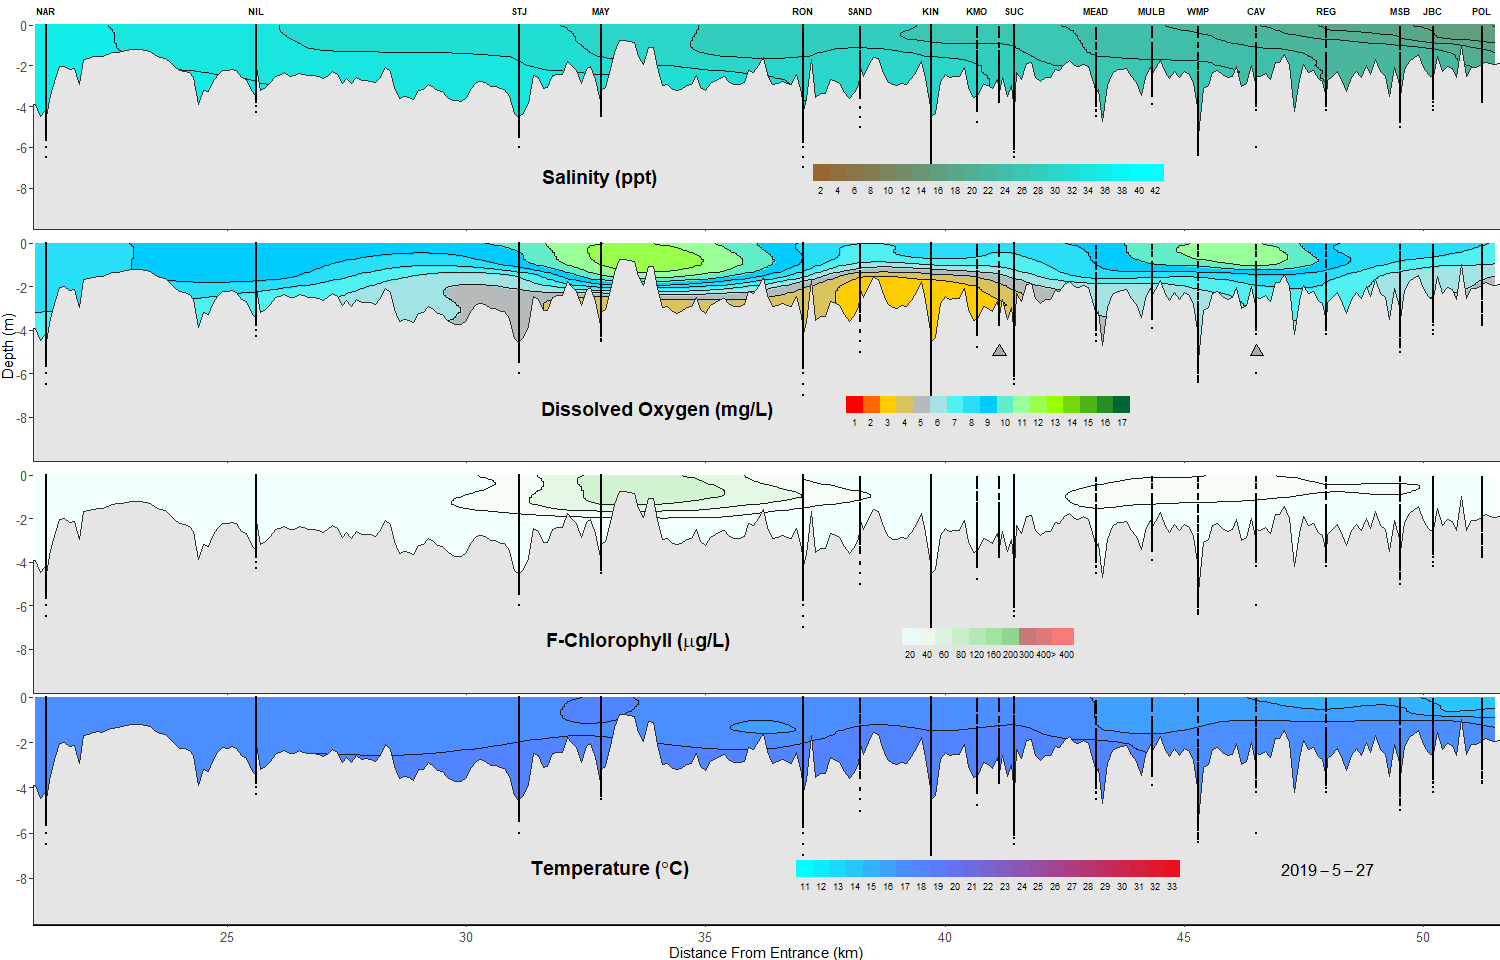 NAR NIL STJ MAY RON SAND KIN KMO SUC MEAD MULB WMP CAV REG MSB JBC POL
0
-2
-4
-6
-8
Salinity (ppt)
2 4 6 8 10 12 14 16 18 20 22 24 26 28 30 32 34 36 38 40 42
0
-2
-4
-6
-8
Dissolved Oxygen (mg/L)
1 2 3 4 5 6 7 8 9 10 11 12 13 14 15 16 17
Depth (m)
0
-2
-4
-6
-8
F-Chlorophyll (μg/L)
20 40 60 80 120 160 200 300 400> 400
0
-2
-4
-6
-8
Temperature (°C)
11 12 13 14 15 16 17 18 19 20 21 22 23 24 25 26 27 28 29 30 31 32 33
2019–5–27
25 30 35 40 45 50
Distance From Entrance (km)